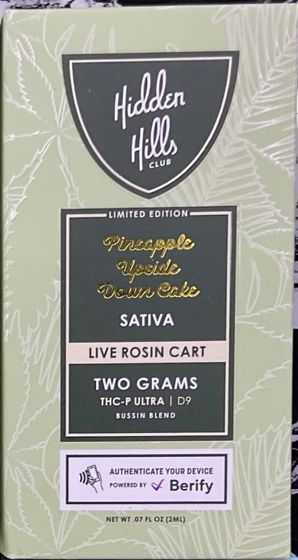 Hidden
Hills
CLUB
LIMITED EDITION
Pineapple
Upside
Down Cake
SATIVA
LIVE ROSIN CART
TWO GRAMS
THC-P ULTRA | D9
BUSSIN BLEND
AUTHENTICATE YOUR DEVICE
POWERED BY Berify
NET WT .07 FL OZ (2ML)